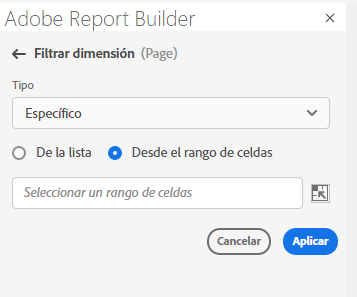 Adobe Report Builder
Filtrar dimensión (Page)
Tipo
Específico
De la lista Desde el rango de celdas
Seleccionar un rango de celdas
Cancelar Aplicar